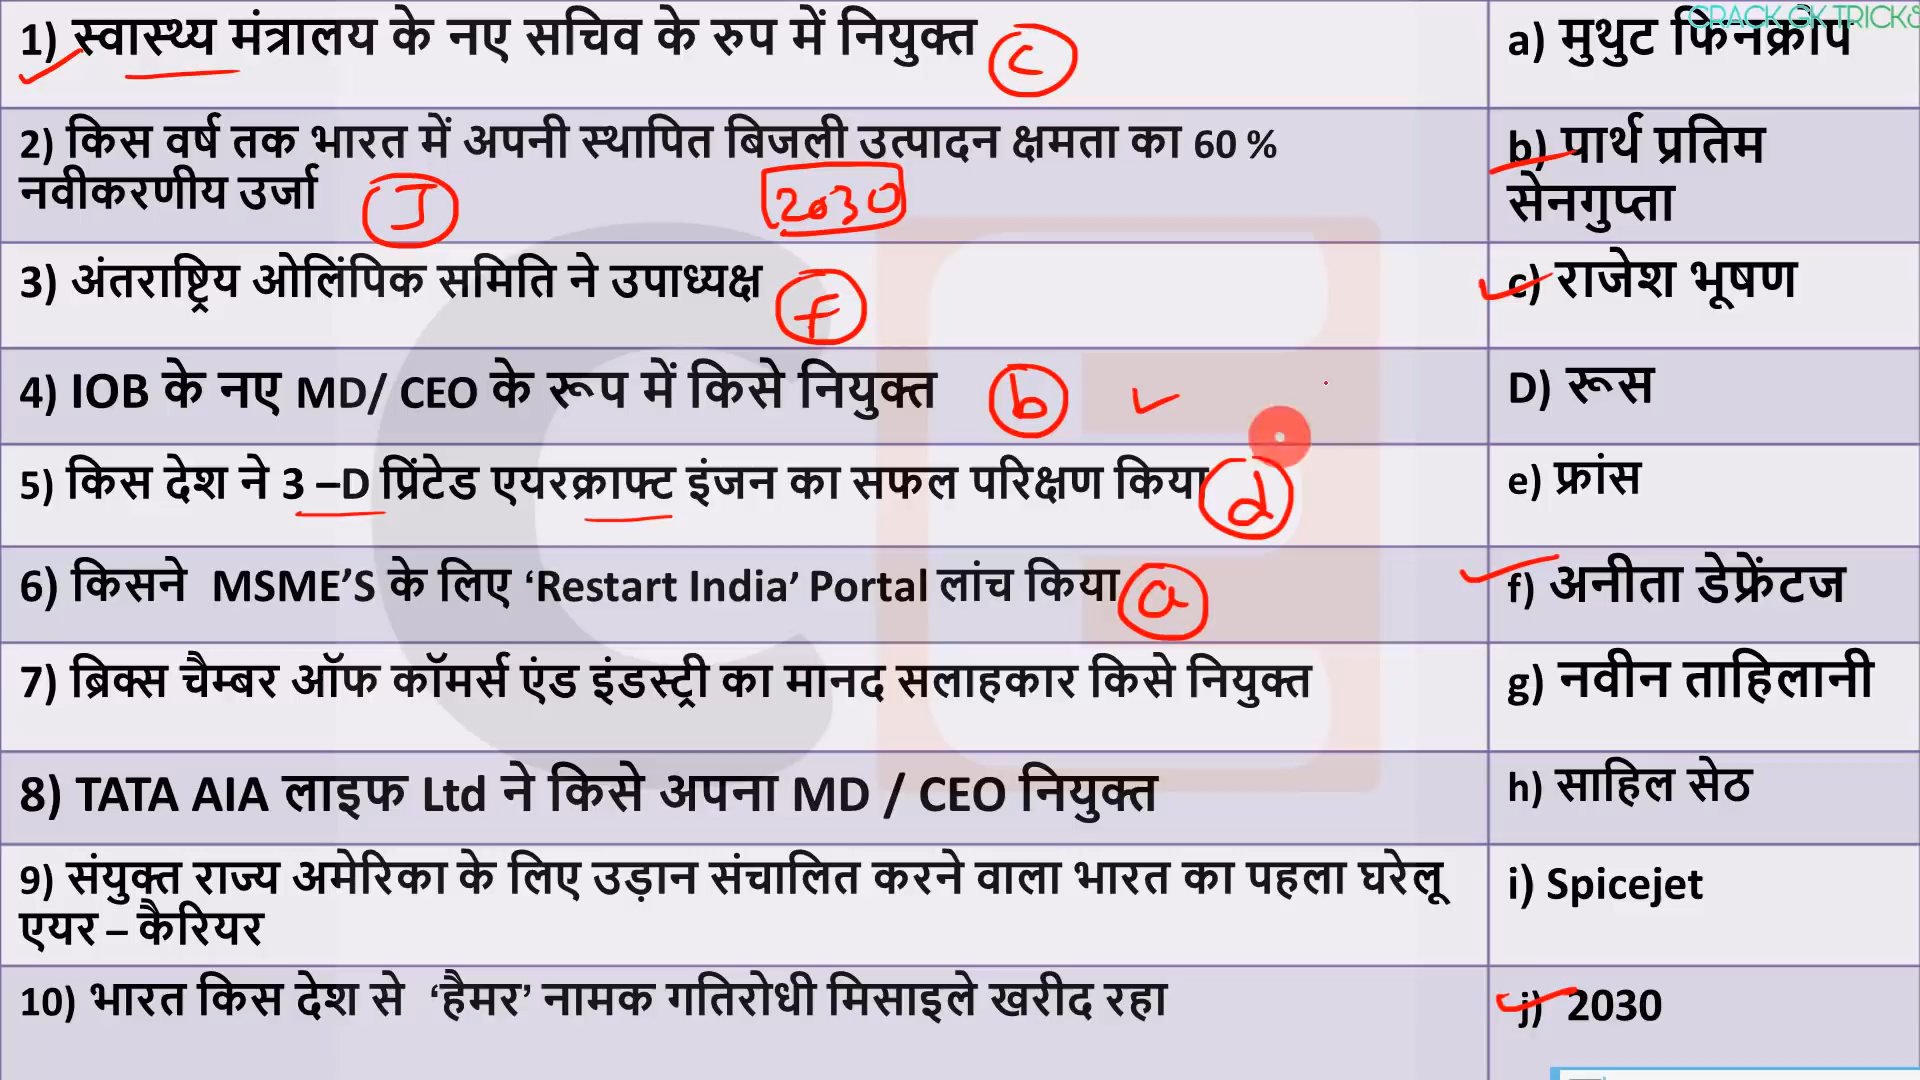 CRACK GK TRICKS
1) स्वास्थ्य मंत्रालय के नए सचिव के रुप में नियुक्त C
a) मुथुट फिनक्रोप
2) किस वर्ष तक भारत में अपनी स्थापित बिजली उत्पादन क्षमता का 60 %
नवीकरणीय उर्जा J 2030
b) पार्थ प्रतिम
सेनगुप्ता
3) अंतराष्ट्रिय ओलिंपिक समिति ने उपाध्यक्ष f
c) राजेश भूषण
4) IOB के नए MD/ CEO के रूप में किसे नियुक्त b
D) रूस
5) किस देश ने 3 –D प्रिंटेड एयरक्राफ्ट इंजन का सफल परिक्षण किया d
e) फ्रांस
6) किसने MSME’S के लिए ‘Restart India’ Portal लांच किया a
f) अनीता डेफ्रेंटज
7) ब्रिक्स चैम्बर ऑफ कॉमर्स एंड इंडस्ट्री का मानद सलाहकार किसे नियुक्त
g) नवीन ताहिलानी
8) TATA AIA लाइफ Ltd ने किसे अपना MD / CEO नियुक्त
h) साहिल सेठ
9) संयुक्त राज्य अमेरिका के लिए उड़ान संचालित करने वाला भारत का पहला घरेलू
एयर – कैरियर
i) Spicejet
10) भारत किस देश से ‘हैमर’ नामक गतिरोधी मिसाइले खरीद रहा
j) 2030